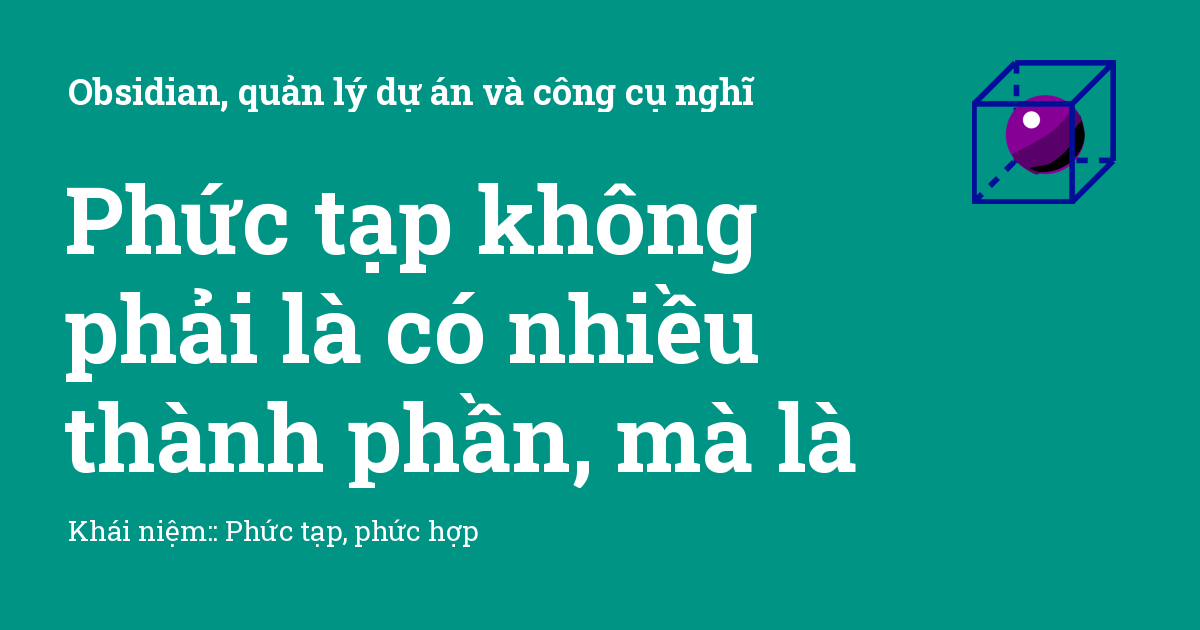 Obsidian, quản lý dự án và công cụ nghĩ
Phức tạp không
phải là có nhiều
thành phần, mà là
Khái niệm:: Phức tạp, phức hợp